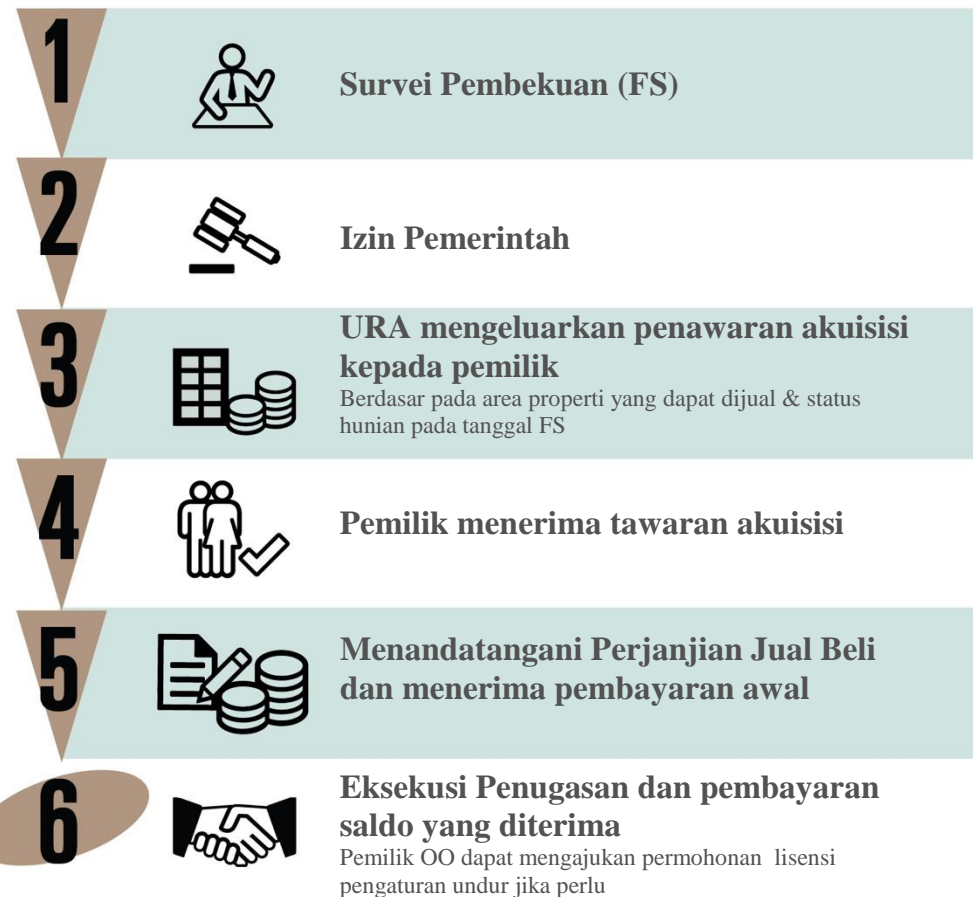 1
Survei Pembekuan (FS)
2
Izin Pemerintah
3
URA mengeluarkan penawaran akuisisi
kepada pemilik
Berdasar pada area properti yang dapat dijual & status
hunian pada tanggal FS
4
Pemilik menerima tawaran akuisisi
5
Menandatangani Perjanjian Jual Beli
dan menerima pembayaran awal
6
Eksekusi Penugasan dan pembayaran
saldo yang diterima
Pemilik OO dapat mengajukan permohonan lisensi
pengaturan undur jika perlu